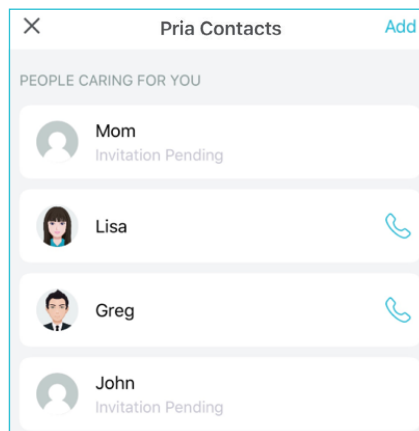 Pria Contacts
Add
PEOPLE CARING FOR YOU
Mom
Invitation Pending
Lisa
Greg
John
Invitation Pending